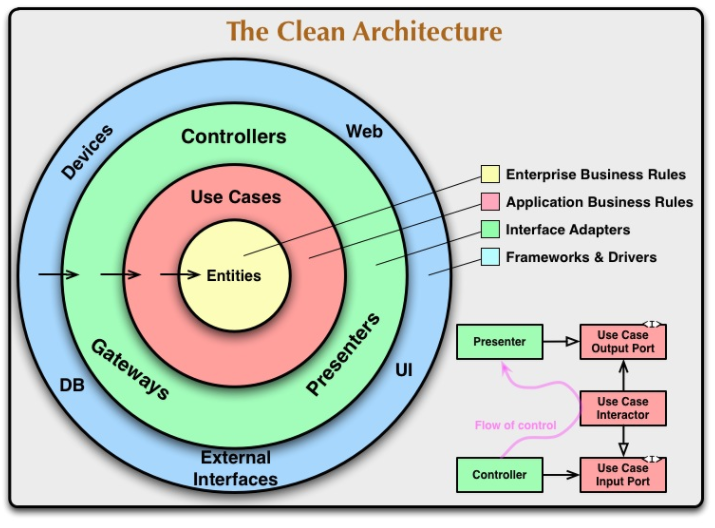 The Clean Architecture
Devices
Web
Controllers
Use Cases
Entities
Gateways
Presenters
DB
UI
External
Interfaces
Enterprise Business Rules
Application Business Rules
Interface Adapters
Frameworks & Drivers
Presenter
<I>
Use Case
Output Port
Use Case
Interactor
Flow of control
Controller
<I>
Use Case
Input Port